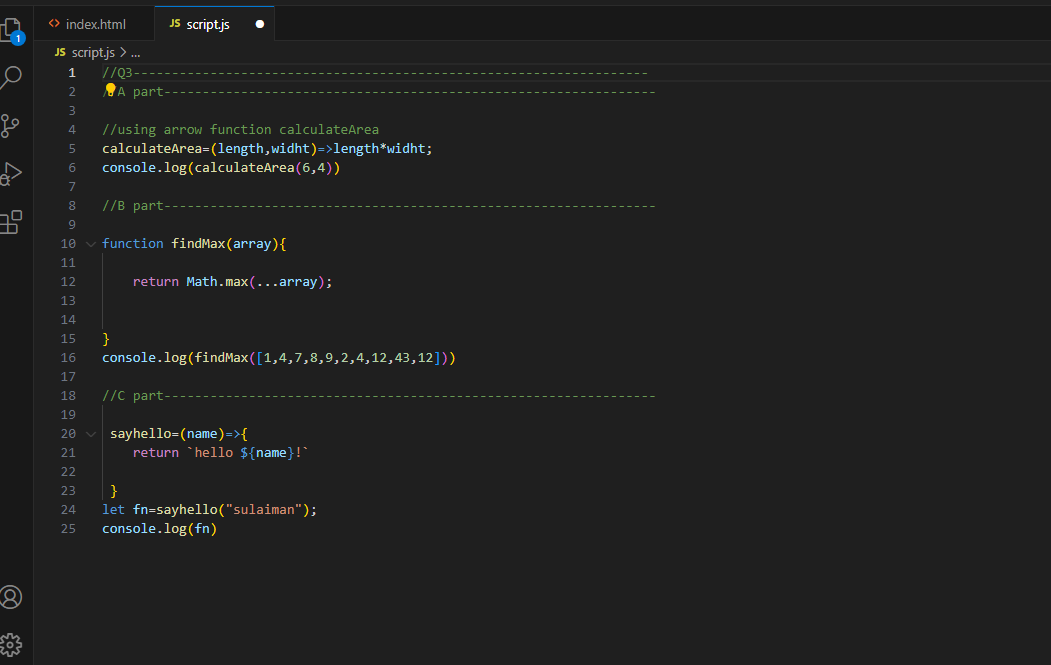 1
index.html
JS script.js
JS script.js > ...
1 //Q3-------------------------------------------------------------------
2 //A part----------------------------------------------------------------
3
4 //using arrow function calculateArea
5 calculateArea=(length,widht)=>length*widht;
6 console.log(calculateArea(6,4))
7
8 //B part----------------------------------------------------------------
9
10 function findMax(array){
11
12 return Math.max(...array);
13
14
15 }
16 console.log(findMax([1,4,7,8,9,2,4,12,43,12]))
17
18 //C part----------------------------------------------------------------
19
20 sayhello=(name)=>{
21 return `hello ${name}!`
22
23 }
24 let fn=sayhello("sulaiman");
25 console.log(fn)